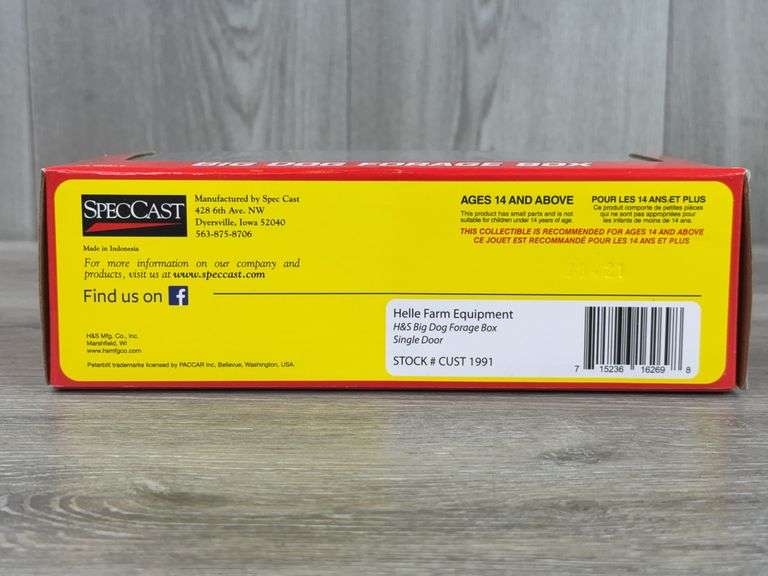 BIG DOG FORAGE BOX
SPECCAST
Manufactured by Spec Cast
428 6th Ave. NW
Dyersville, Iowa 52040
563-875-8706
Made in Indonesia
For more information on our company and
products, visit us at www.speccast.com
Find us on f
H&S Mfg. Co., Inc.
Marshfield, WI
www.hsmfgco.com
Peterbilt trademarks licensed by PACCAR Inc, Bellevue, Washington, USA.
AGES 14 AND ABOVE
This product has small parts and is not
suitable for children under 14 years of age.
POUR LES 14 ANS ET PLUS
Ce produit comporte de petites pièces
qui ne sont pas appropriées pour
les enfants de moins de 14 ans.
THIS COLLECTIBLE IS RECOMMENDED FOR AGES 14 AND ABOVE
CE JOUET EST RECOMMANDÉ POUR LES 14 ANS ET PLUS
Helle Farm Equipment
H&S Big Dog Forage Box
Single Door
STOCK # CUST 1991
7 15236 16269 8